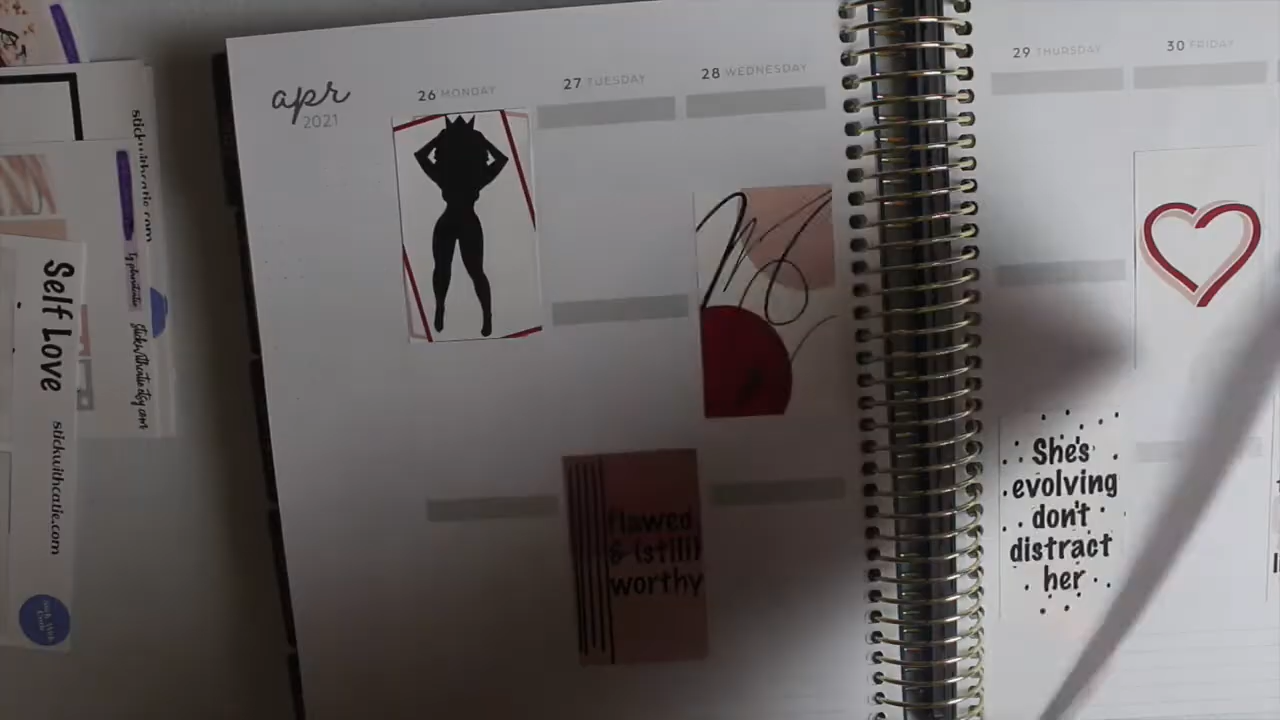 apr
2021
26 MONDAY
27 TUESDAY
28 WEDNESDAY
29 THURSDAY
30 FRIDAY
flawed
& (still)
worthy
She's
evolving
don't
distract
her
Self Love
stickwithcatie.com
stickwithcatie.com